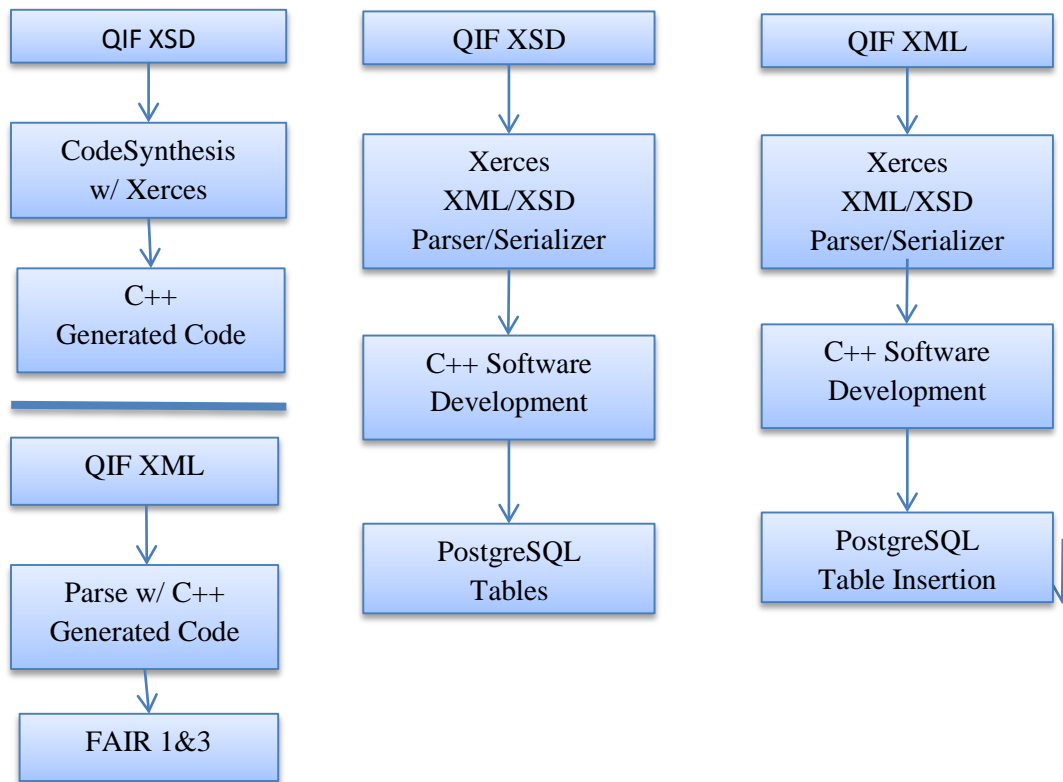 QIF XSD
CodeSynthesis
w/ Xerces
C++
Generated Code
QIF XML
Parse w/ C++
Generated Code
FAIR 1&3
QIF XSD
Xerces
XML/XSD
Parser/Serializer
C++ Software
Development
PostgreSQL
Tables
QIF XML
Xerces
XML/XSD
Parser/Serializer
C++ Software
Development
PostgreSQL
Table Insertion